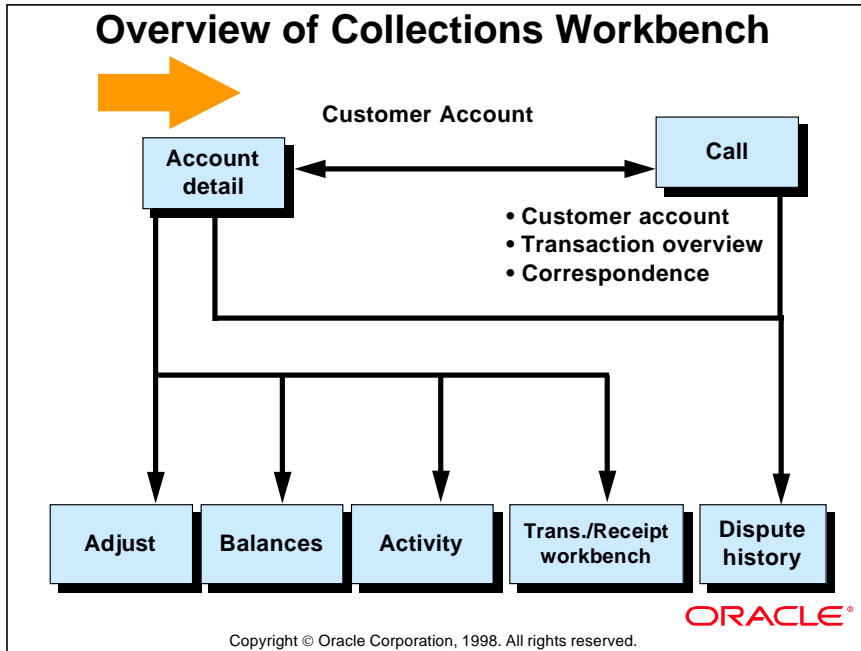 Overview of Collections Workbench
Customer Account
Account
detail
Call
• Customer account
• Transaction overview
• Correspondence
Adjust
Balances
Activity
Trans./Receipt
workbench
Dispute
history
ORACLE®
Copyright © Oracle Corporation, 1998. All rights reserved.